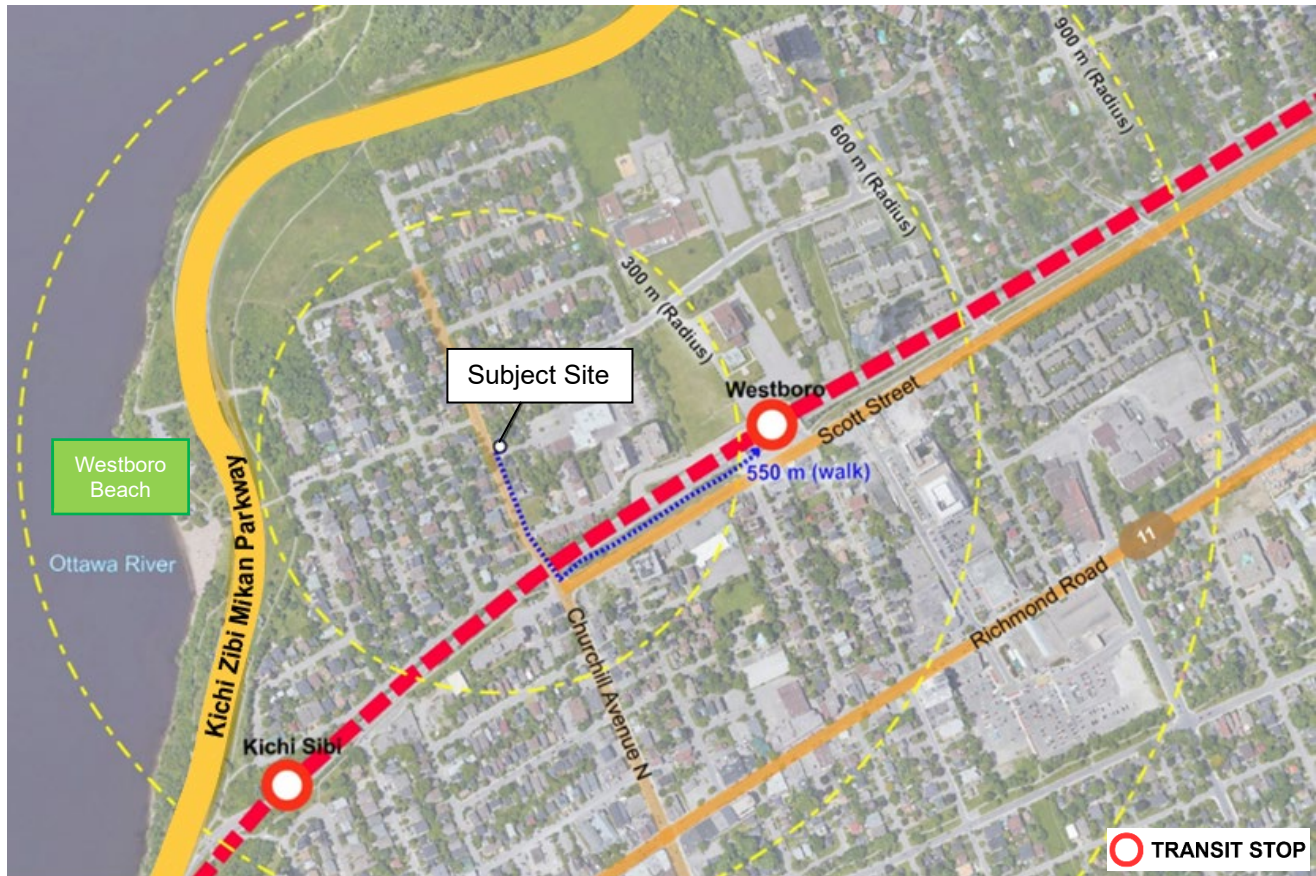 900 m (Radius)
600 m (Radius)
300 m (Radius)
Subject Site
Westboro
Scott Street
550 m (walk)
Westboro
Beach
Kichi Zibi Mikan Parkway
Ottawa River
11
Richmond Road
Churchill Avenue N
Kichi Sibi
TRANSIT STOP